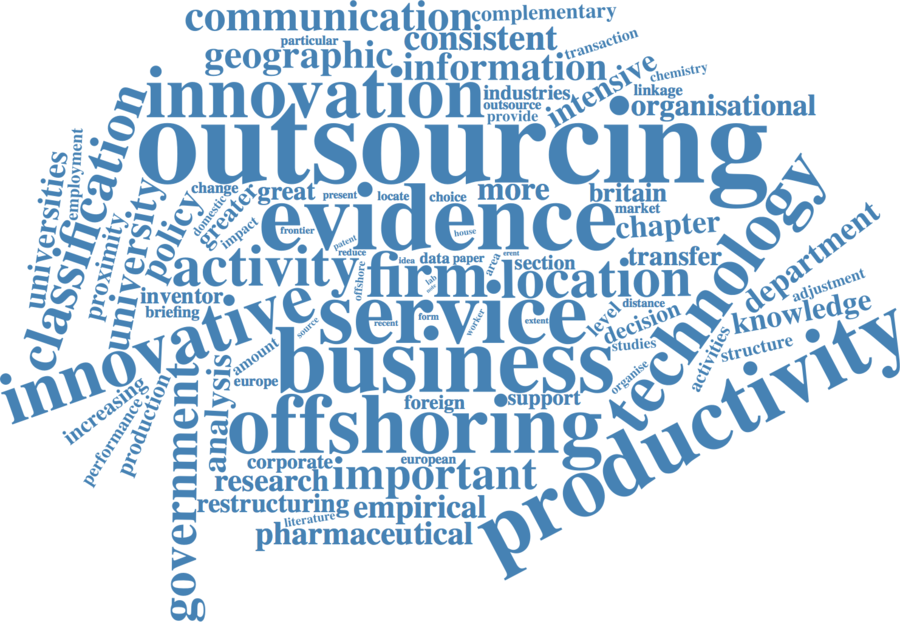 communication
complementary
particular
consistent
transaction
geographic
information
intensive
chemistry
innovation
industries
linkage
outsource
provide
organisational
outsourcing
classification
employment
universities
change
great
present
locate
choice
more
britain
domestic
greater
policy
university
proximity
evidence
market
chapter
impact
frontier
house
patent
reduce
technology
activity
offshore
idea
data
paper
area
section
transfer
firm
lab
location
department
inventor
briefing
innovative
source
service
recent
form
worker
extent
level
distance
decision
studies
adjustment
knowledge
activities
structure
productivity
amount
europe
business
organise
increasing
performance
production
government
analysis
offshoring
foreign
support
corporate
european
research
important
restructuring
literature
empirical
pharmaceutical